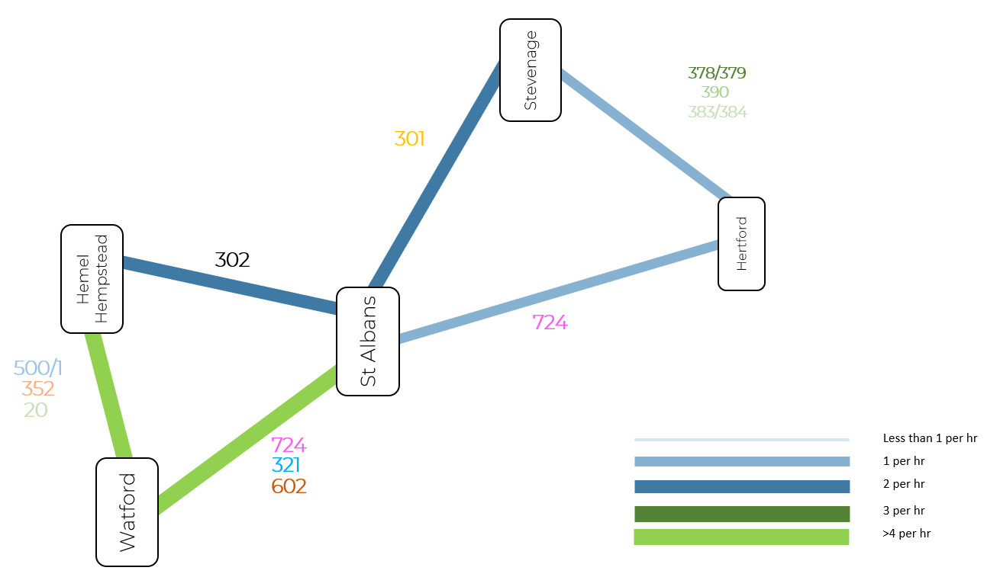 Stevenage
378/379
390
383/384
301
Hertford
Hemel
Hempstead
302
St Albans
724
500/1
352
20
724
321
602
Watford
Less than 1 per hr
1 per hr
2 per hr
3 per hr
>4 per hr